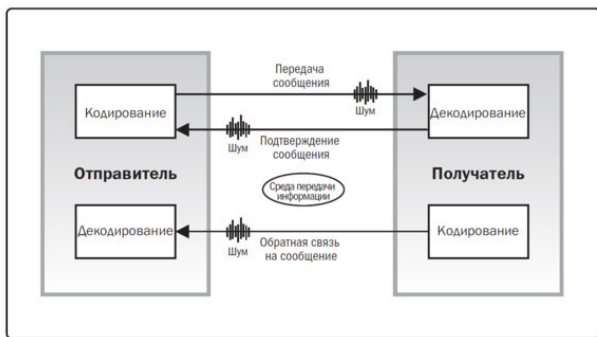 Передача
сообщения
Кодирование
Шум
Декодирование
Шум
Подтверждение
сообщения
Отправитель
Получатель
Среда передачи
информации
Декодирование
Шум
Кодирование
Обратная связь
на сообщение